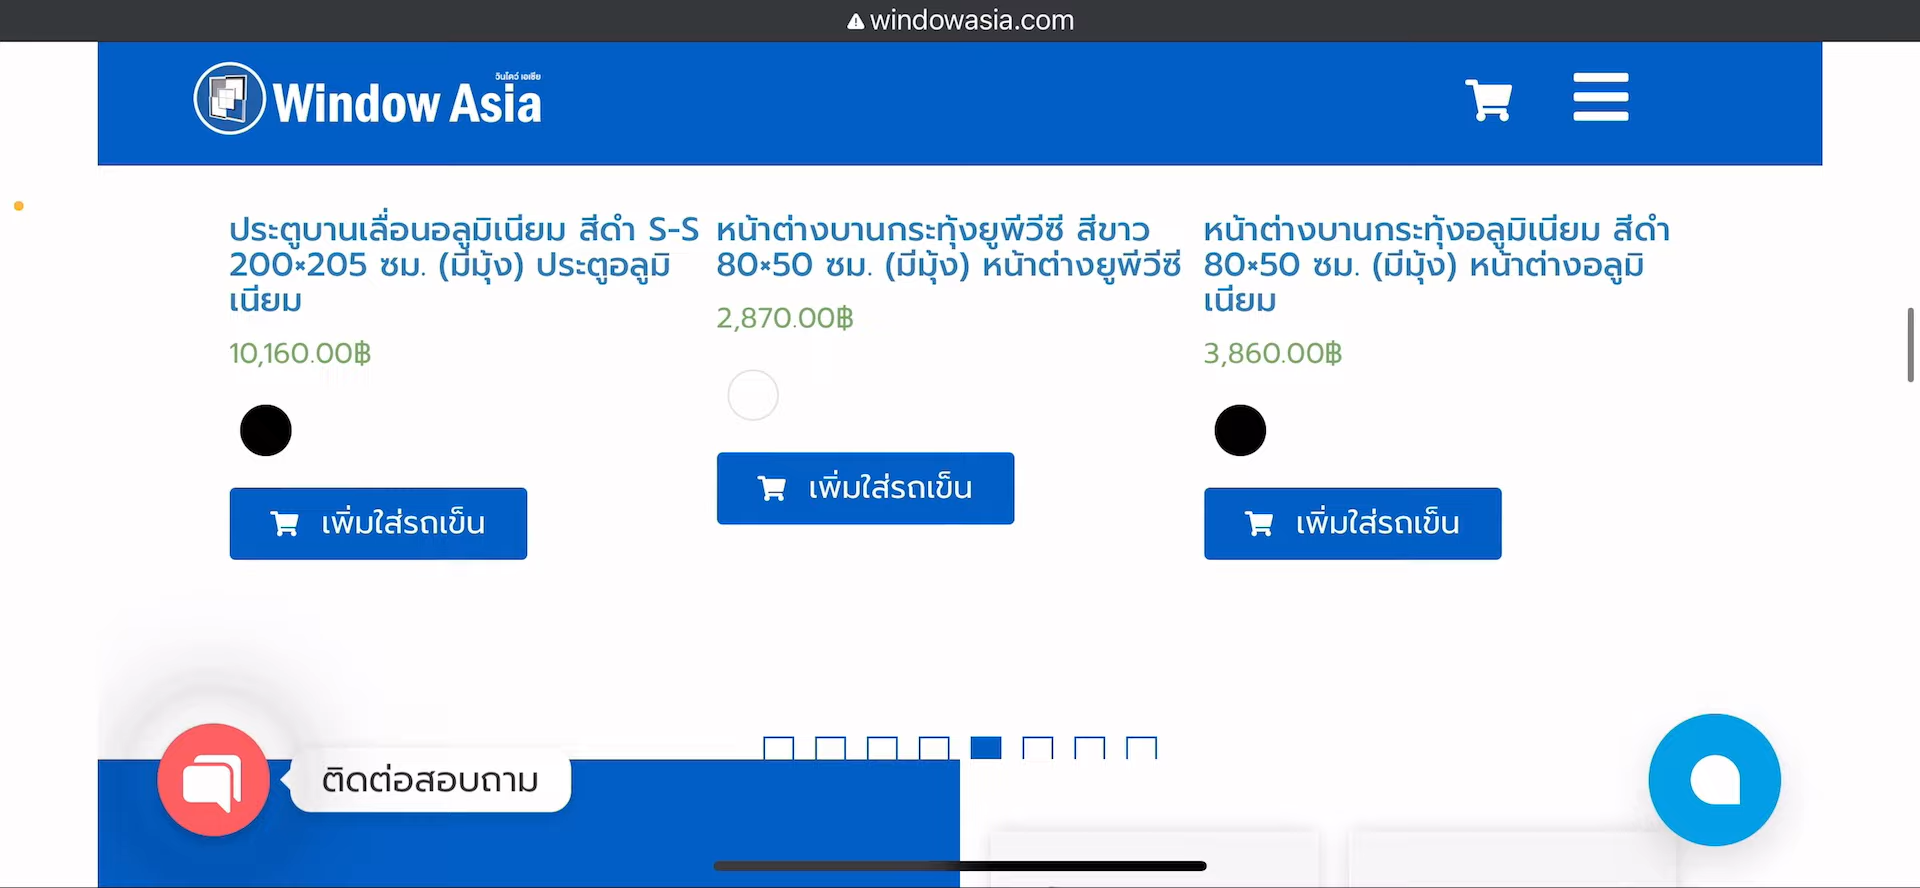 windowasia.com
วินโดว์ เอเชีย
Window Asia
ประตูบานเลื่อนอลูมิเนียม สีดำ S-S
200×205 ซม. (มีมุ้ง) ประตูอลูมิ
เนียม
10,160.00฿
เพิ่มใส่รถเข็น
หน้าต่างบานกระทุ้งยูพีวีซี สีขาว
80×50 ซม. (มีมุ้ง) หน้าต่างยูพีวีซี
2,870.00฿
เพิ่มใส่รถเข็น
หน้าต่างบานกระทุ้งอลูมิเนียม สีดำ
80×50 ซม. (มีมุ้ง) หน้าต่างอลูมิ
เนียม
3,860.00฿
เพิ่มใส่รถเข็น
ติดต่อสอบถาม